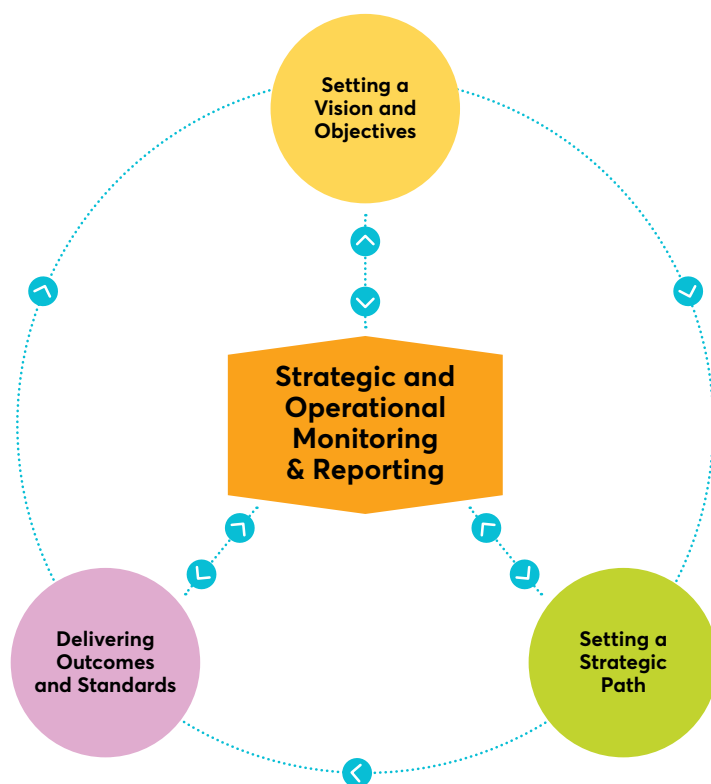 Setting a
Vision and
Objectives
Strategic and
Operational
Monitoring
& Reporting
Delivering
Outcomes
and Standards
Setting a
Strategic
Path